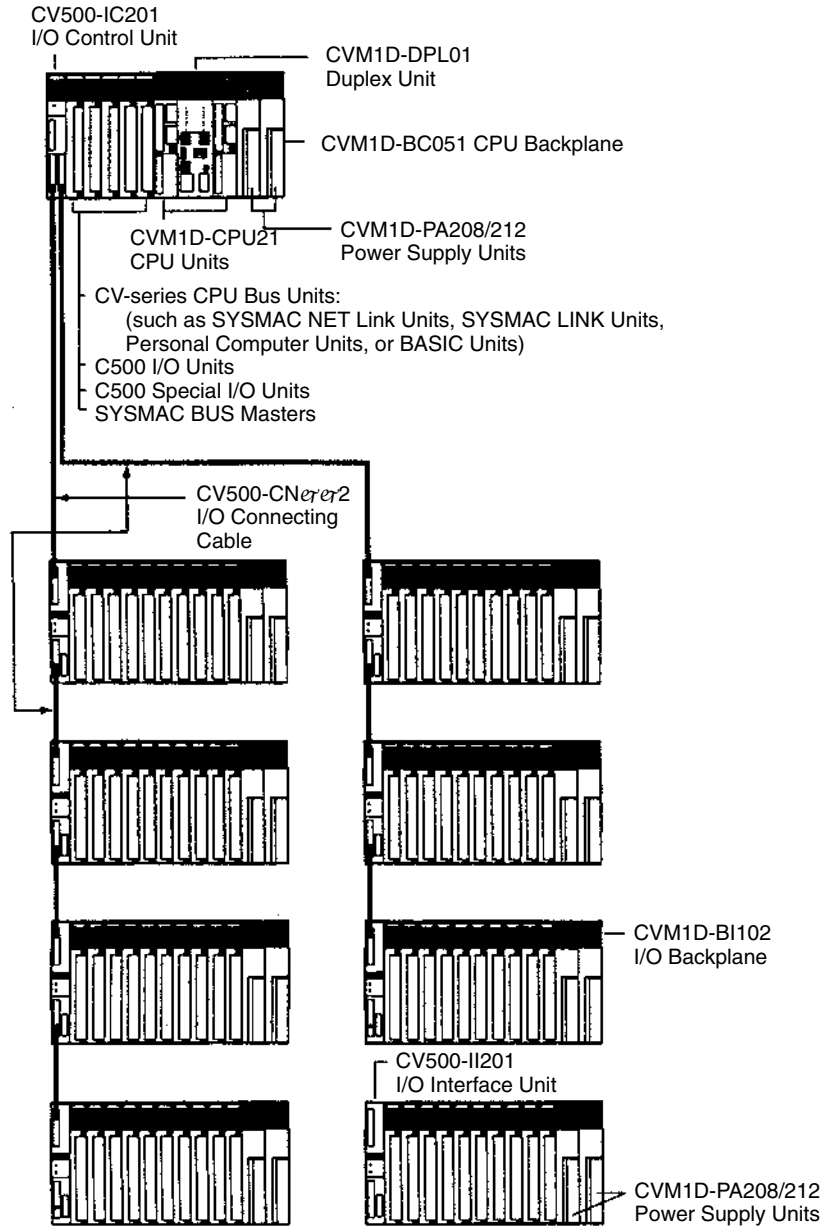 CV500-IC201
I/O Control Unit
CVM1D-DPL01
Duplex Unit
CVM1D-BC051 CPU Backplane
CVM1D-CPU21
CPU Units
CVM1D-PA208/212
Power Supply Units
CV-series CPU Bus Units:
(such as SYSMAC NET Link Units, SYSMAC LINK Units,
Personal Computer Units, or BASIC Units)
C500 I/O Units
C500 Special I/O Units
SYSMAC BUS Masters
CV500-CNererer2
I/O Connecting
Cable
CVM1D-BI102
I/O Backplane
CV500-II201
I/O Interface Unit
CVM1D-PA208/212
Power Supply Units